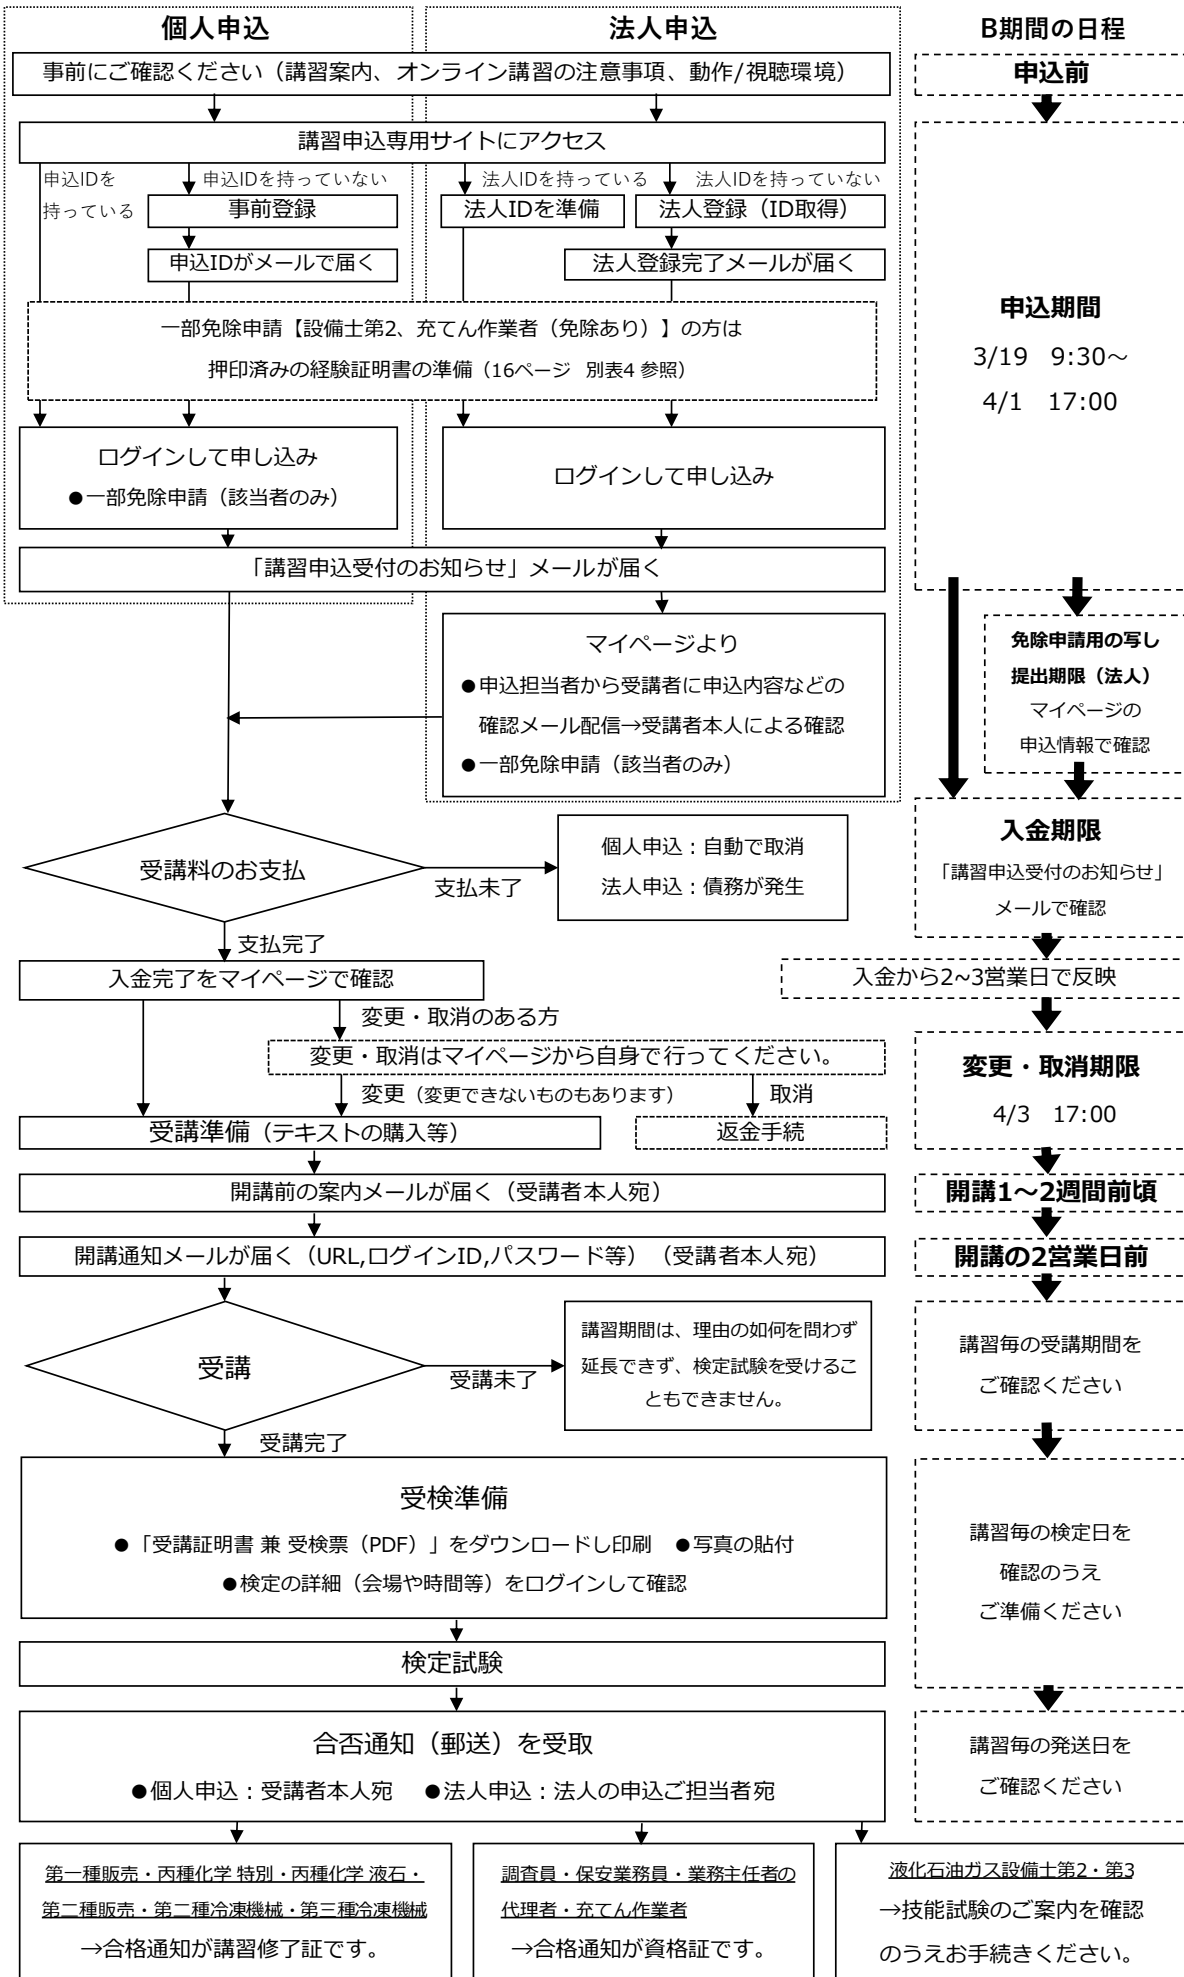 個人申込
法人申込
B期間の日程
事前にご確認ください（講習案内、オンライン講習の注意事項、動作/視聴環境）
申込前
講習申込専用サイトにアクセス
申込IDを
持っている
申込IDを持っていない
法人IDを持っている
法人IDを持っていない
事前登録
法人IDを準備
法人登録（ID取得）
申込IDがメールで届く
法人登録完了メールが届く
申込期間
3/19 9:30～
4/1 17:00
一部免除申請【設備士第2、充てん作業者（免除あり）】の方は
押印済みの経験証明書の準備（16ページ 別表4 参照）
ログインして申し込み
●一部免除申請（該当者のみ）
ログインして申し込み
「講習申込受付のお知らせ」メールが届く
マイページより
●申込担当者から受講者に申込内容などの
確認メール配信→受講者本人による確認
●一部免除申請（該当者のみ）
免除申請用の写し
提出期限（法人）
マイページの
申込情報で確認
受講料のお支払
支払未了
個人申込：自動で取消
法人申込：債務が発生
入金期限
「講習申込受付のお知らせ」
メールで確認
支払完了
入金完了をマイページで確認
入金から2~3営業日で反映
変更・取消のある方
変更・取消はマイページから自身で行ってください。
変更（変更できないものもあります）
取消
変更・取消期限
4/3 17:00
受講準備（テキストの購入等）
返金手続
開講前の案内メールが届く（受講者本人宛）
開講1～2週間前頃
開講通知メールが届く（URL,ログインID,パスワード等）（受講者本人宛）
開講の2営業日前
受講
受講未了
講習期間は、理由の如何を問わず
延長できず、検定試験を受けるこ
ともできません。
講習毎の受講期間を
ご確認ください
受講完了
受検準備
●「受講証明書 兼 受検票（PDF）」をダウンロードし印刷 ●写真の貼付
●検定の詳細（会場や時間等）をログインして確認
講習毎の検定日を
確認のうえ
ご準備ください
検定試験
合否通知（郵送）を受取
●個人申込：受講者本人宛 ●法人申込：法人の申込ご担当者宛
講習毎の発送日を
ご確認ください
第一種販売・丙種化学 特別・丙種化学 液石・
第二種販売・第二種冷凍機械・第三種冷凍機械
→合格通知が講習修了証です。
調査員・保安業務員・業務主任者の
代理者・充てん作業者
→合格通知が資格証です。
液化石油ガス設備士第2・第3
→技能試験のご案内を確認
のうえお手続きください。